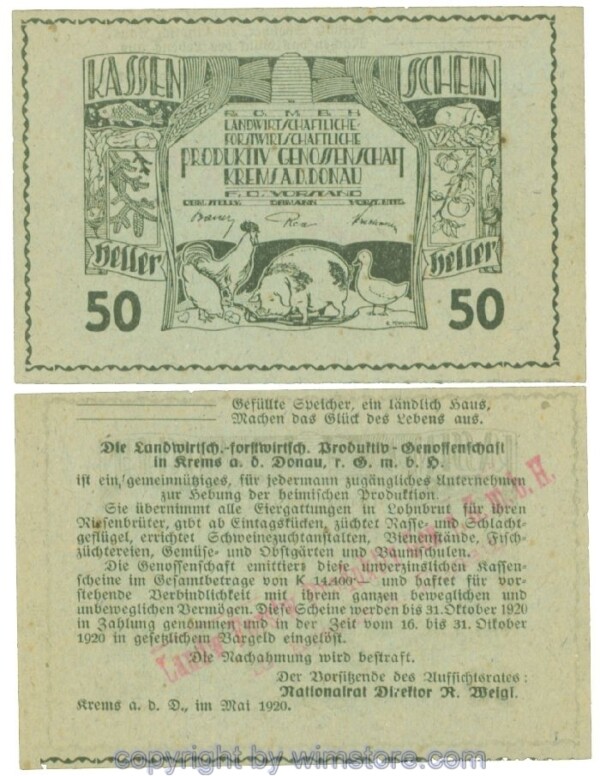 KASSEN SCHEIN
R.G.M.B.H
LANDWIRTSCHAFTLICHE-
FORSTWIRTSCHAFTLICHE
PRODUKTIV GENOSSENSCHAFT
KREMS A.D.DONAU
F.D. VORSTAND
OBM.STELLV. OBMANN VORST. MITG.
Heller Heller
50 50
Gefüllte Speicher, ein ländlich Haus,
Machen das Glück des Lebens aus.
Die Landwirtsch.-forstwirtsch. Produktiv-Genossenschaft
in Krems a. d. Donau, r. G. m. b. H.
ist ein gemeinnütziges, für jedermann zugängliches Unternehmen
zur Hebung der heimischen Produktion.
Sie übernimmt alle Eiergattungen in Lohnbrut für ihren
Riesenbrüter, gibt ab Eintagskücken, züchtet Rasse- und Schlacht-
geflügel, errichtet Schweinezuchtanstalten, Bienenstände, Fisch-
züchtereien, Gemüse- und Obstgärten und Baumschulen.
Die Genossenschaft emittiert diese unverzinslichen Kassen-
scheine im Gesamtbetrage von K 14.400·— und haftet für vor-
stehende Verbindlichkeit mit ihrem ganzen beweglichen und
unbeweglichen Vermögen. Diese Scheine werden bis 31. Oktober 1920
in Zahlung genommen und in der Zeit vom 16. bis 31. Oktober
1920 in gesetzlichem Bargeld eingelöst.
Die Nachahmung wird bestraft.
Der Vorsitzende des Aufsichtsrates:
Nationalrat Direktor R. Weigl.
Krems a. d. D., im Mai 1920.
copyright by wimstore.com